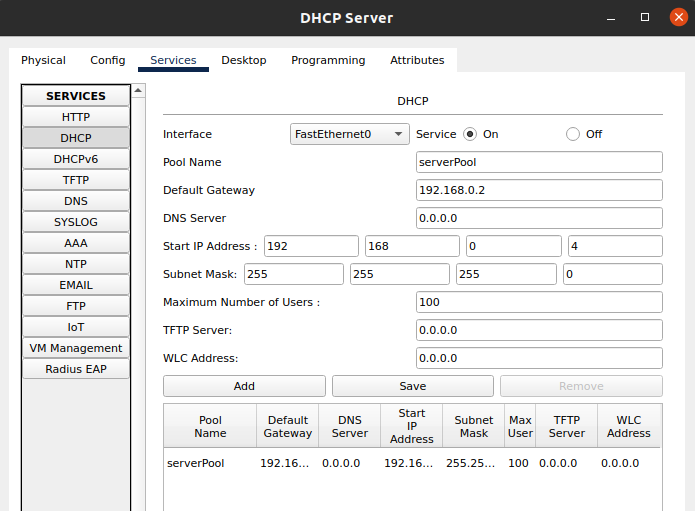 DHCP Server
Physical Config Services Desktop Programming Attributes
SERVICES
HTTP
DHCP
DHCPv6
TFTP
DNS
SYSLOG
AAA
NTP
EMAIL
FTP
IoT
VM Management
Radius EAP
DHCP
Interface FastEthernet0 Service On Off
Pool Name serverPool
Default Gateway 192.168.0.2
DNS Server 0.0.0.0
Start IP Address : 192 168 0 4
Subnet Mask: 255 255 255 0
Maximum Number of Users : 100
TFTP Server: 0.0.0.0
WLC Address: 0.0.0.0
Add Save Remove
Pool Name Default Gateway DNS Server Start IP Address Subnet Mask Max User TFTP Server WLC Address
serverPool 192.16... 0.0.0.0 192.16... 255.25... 100 0.0.0.0 0.0.0.0